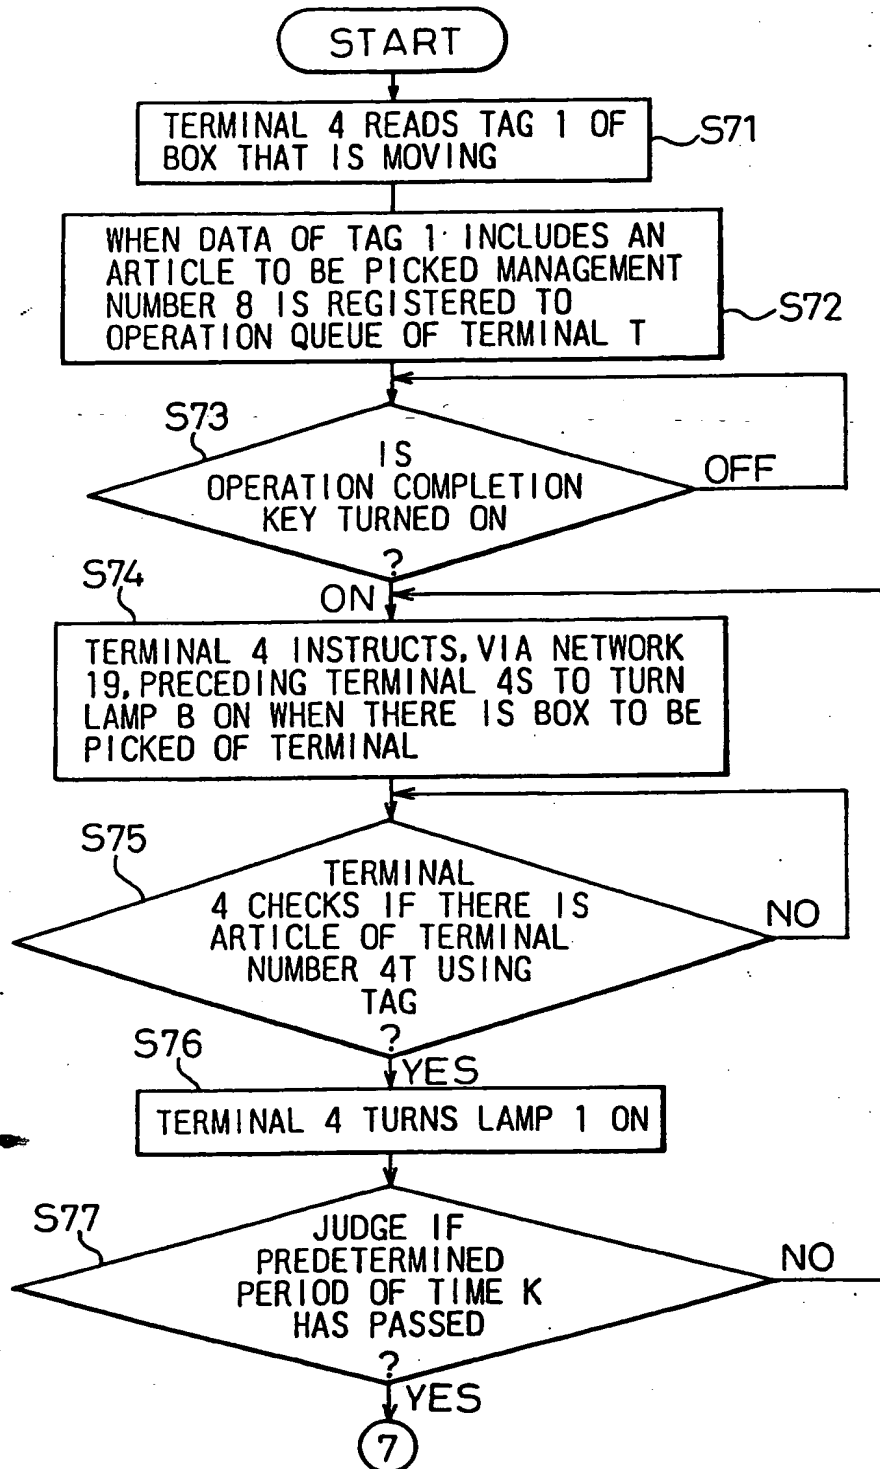 START
TERMINAL 4 READS TAG 1 OF
BOX THAT IS MOVING
S71
WHEN DATA OF TAG 1 INCLUDES AN
ARTICLE TO BE PICKED MANAGEMENT
NUMBER 8 IS REGISTERED TO
OPERATION QUEUE OF TERMINAL T
S72
S73
IS
OPERATION COMPLETION
KEY TURNED ON
?
OFF
ON
S74
TERMINAL 4 INSTRUCTS, VIA NETWORK
19, PRECEDING TERMINAL 4S TO TURN
LAMP B ON WHEN THERE IS BOX TO BE
PICKED OF TERMINAL
S75
TERMINAL
4 CHECKS IF THERE IS
ARTICLE OF TERMINAL
NUMBER 4T USING
TAG
?
NO
YES
S76
TERMINAL 4 TURNS LAMP 1 ON
S77
JUDGE IF
PREDETERMINED
PERIOD OF TIME K
HAS PASSED
?
NO
YES
7